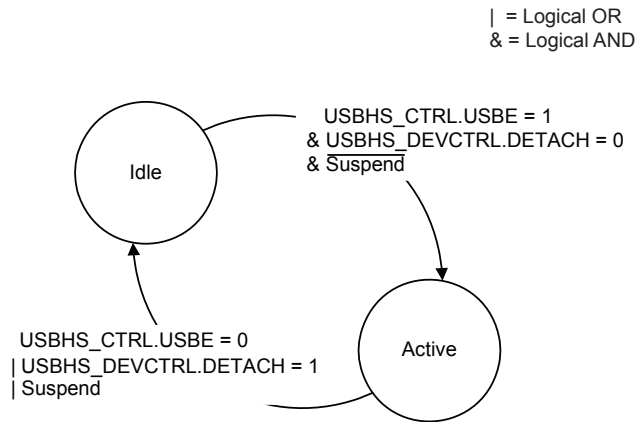 | = Logical OR
& = Logical AND
USBHS_CTRL.USBE = 1
& USBHS_DEVCTRL.DETACH = 0
& Suspend
Idle
USBHS_CTRL.USBE = 0
| USBHS_DEVCTRL.DETACH = 1
| Suspend
Active